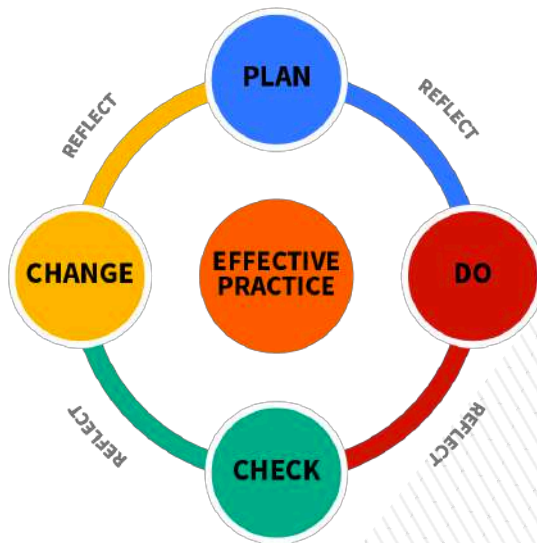 PLAN
REFLECT
REFLECT
CHANGE
EFFECTIVE
PRACTICE
DO
REFLECT
REFLECT
CHECK